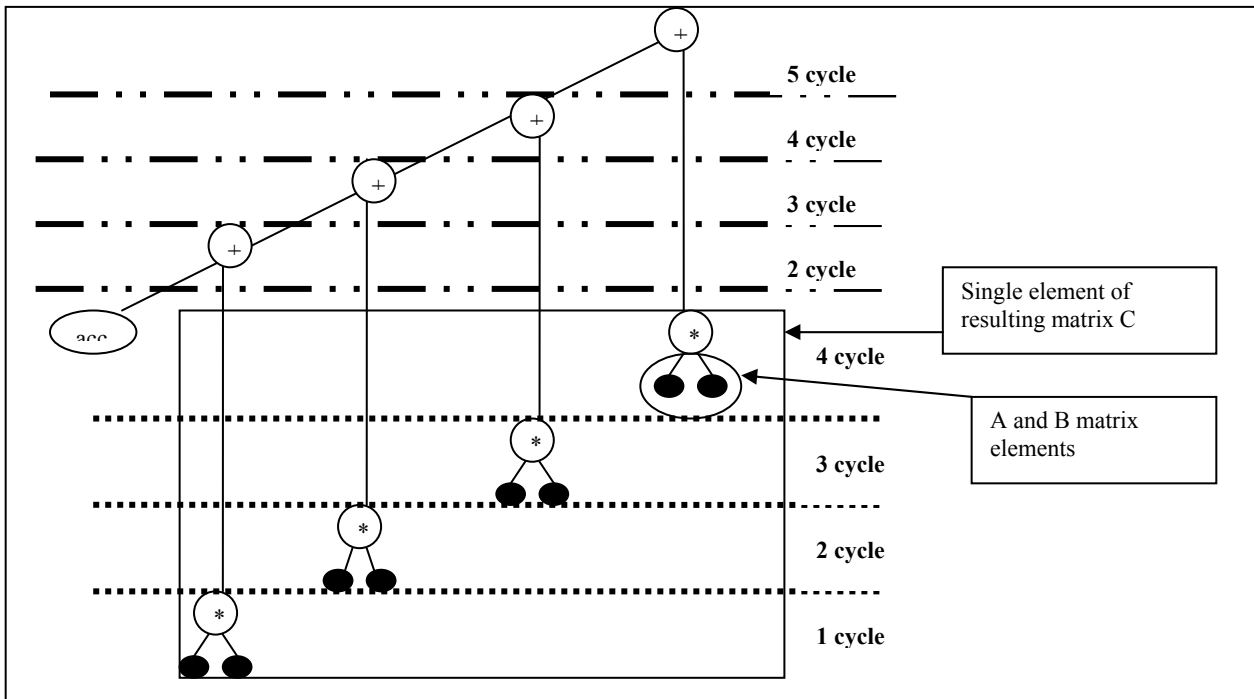 +
5 cycle
+
4 cycle
+
3 cycle
+
2 cycle
Single element of
resulting matrix C
acc
*
4 cycle
A and B matrix
elements
*
3 cycle
*
2 cycle
*
1 cycle